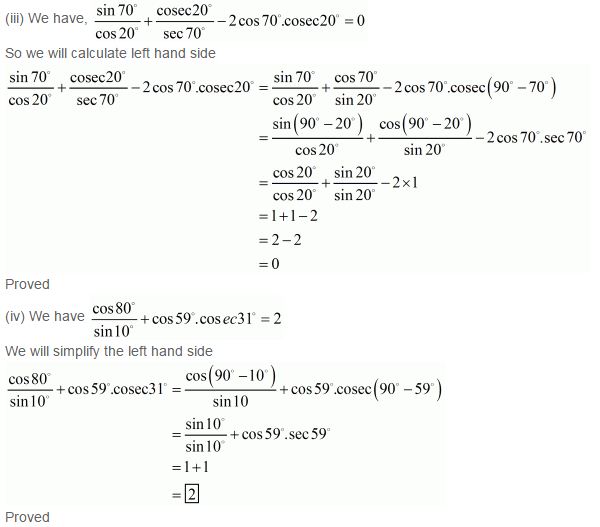 (iii) We have, sin 70° / cos 20° + cosec20° / sec 70° − 2 cos 70°.cosec20° = 0
So we will calculate left hand side
sin 70° / cos 20° + cosec20° / sec 70° − 2 cos 70°.cosec20° = sin 70° / cos 20° + cos 70° / sin 20° − 2 cos 70°.cosec(90° − 70°)
= sin(90° − 20°) / cos 20° + cos(90° − 20°) / sin 20° − 2 cos 70°.sec 70°
= cos 20° / cos 20° + sin 20° / sin 20° − 2×1
= 1+1−2
= 2−2
= 0
Proved
(iv) We have cos 80° / sin 10° + cos 59°.cosec31° = 2
We will simplify the left hand side
cos 80° / sin 10° + cos 59°.cosec31° = cos(90° − 10°) / sin 10 + cos 59°.cosec(90° − 59°)
= sin 10° / sin 10° + cos 59°.sec 59°
= 1+1
= 2
Proved